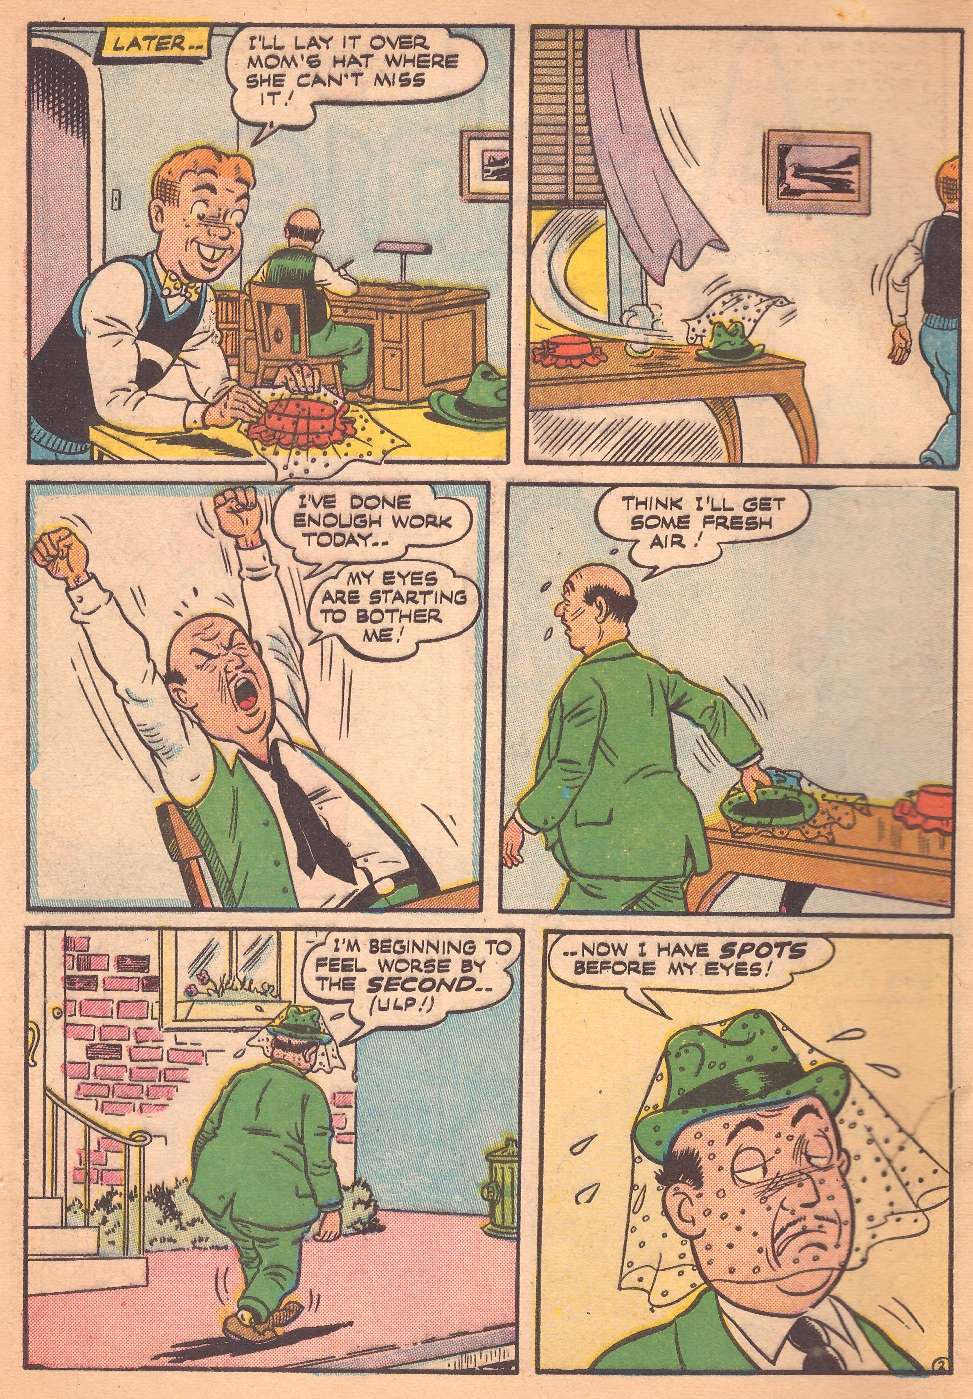 LATER--
I'LL LAY IT OVER
MOM'S HAT WHERE
SHE CAN'T MISS
IT!
I'VE DONE
ENOUGH WORK
TODAY--
MY EYES
ARE STARTING
TO BOTHER
ME!
THINK I'LL GET
SOME FRESH
AIR!
I'M BEGINNING TO
FEEL WORSE BY
THE SECOND--
(ULP!)
--NOW I HAVE SPOTS
BEFORE MY EYES!
2